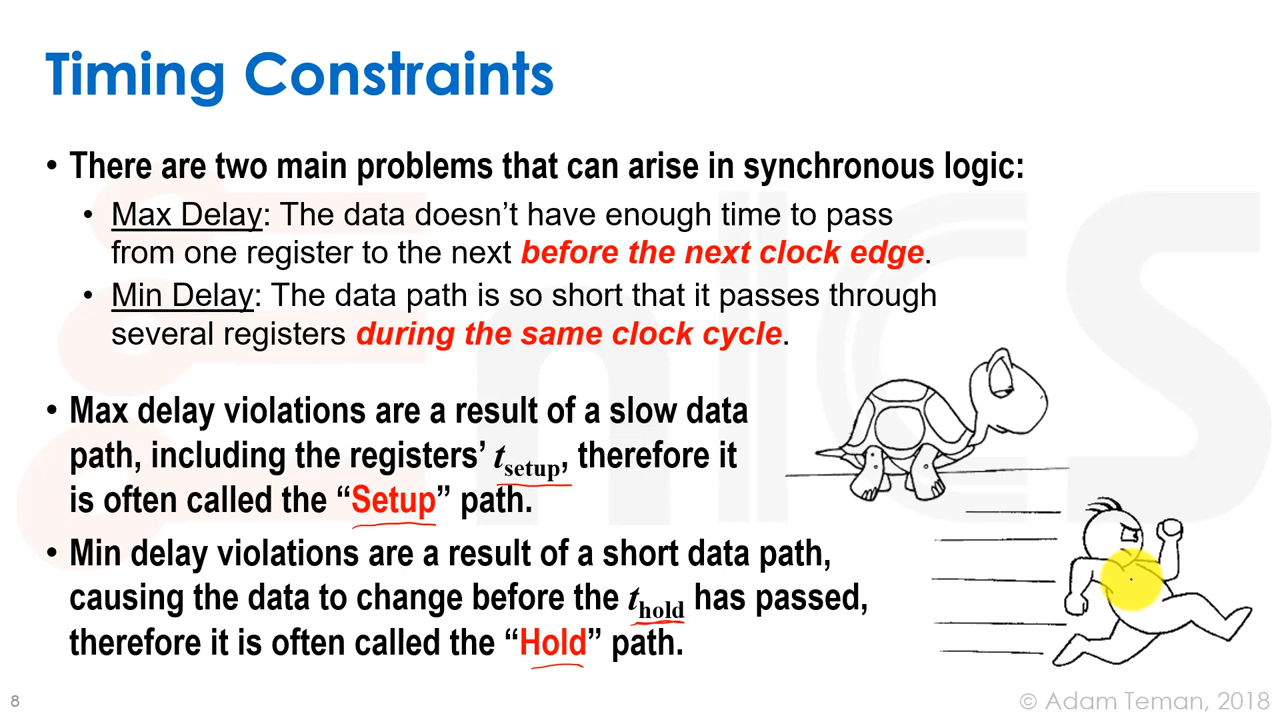 Timing Constraints
• There are two main problems that can arise in synchronous logic:
• Max Delay: The data doesn’t have enough time to pass
from one register to the next before the next clock edge.
• Min Delay: The data path is so short that it passes through
several registers during the same clock cycle.
• Max delay violations are a result of a slow data
path, including the registers’ tsetup, therefore it
is often called the “Setup” path.
• Min delay violations are a result of a short data path,
causing the data to change before the thold has passed,
therefore it is often called the “Hold” path.
8
© Adam Teman, 2018
EnICS